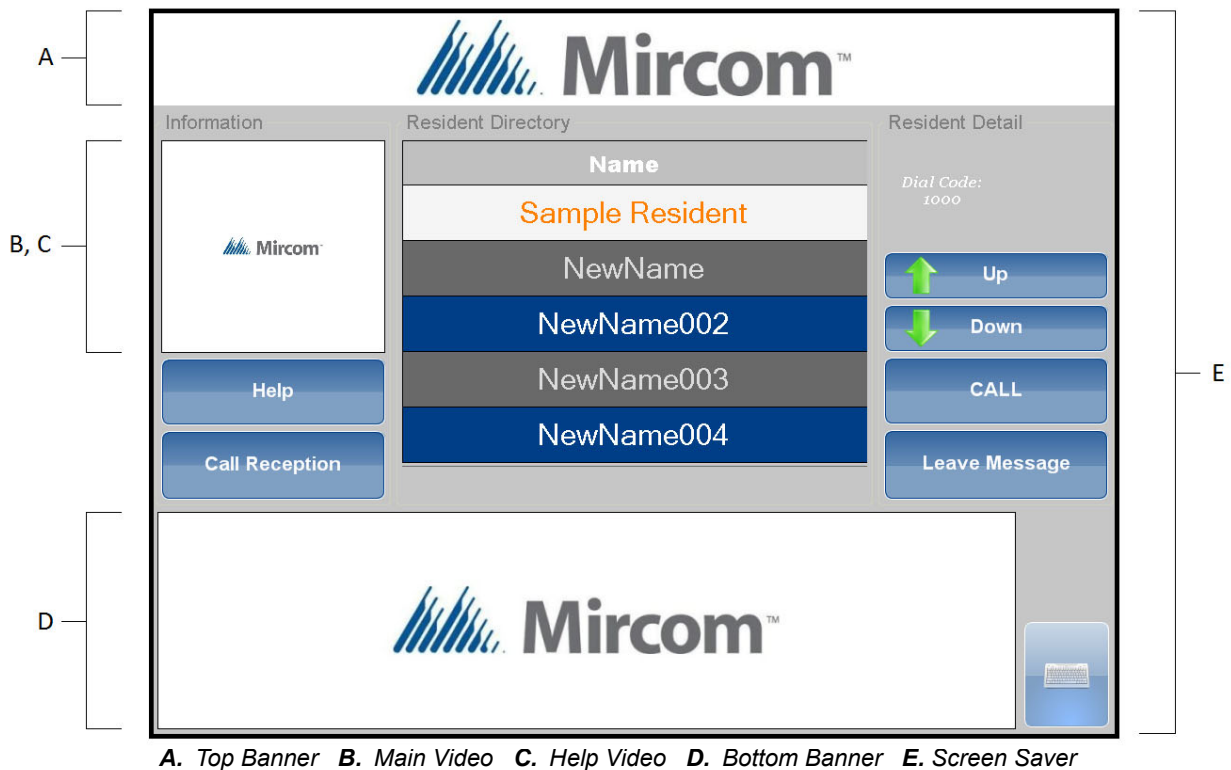 A
Mircom™
Information
Resident Directory
Resident Detail
B, C
Mircom™
Name
Sample Resident
NewName
NewName002
NewName003
NewName004
Dial Code:
1000
Up
Down
CALL
Leave Message
Help
Call Reception
E
D
Mircom™
A. Top Banner B. Main Video C. Help Video D. Bottom Banner E. Screen Saver